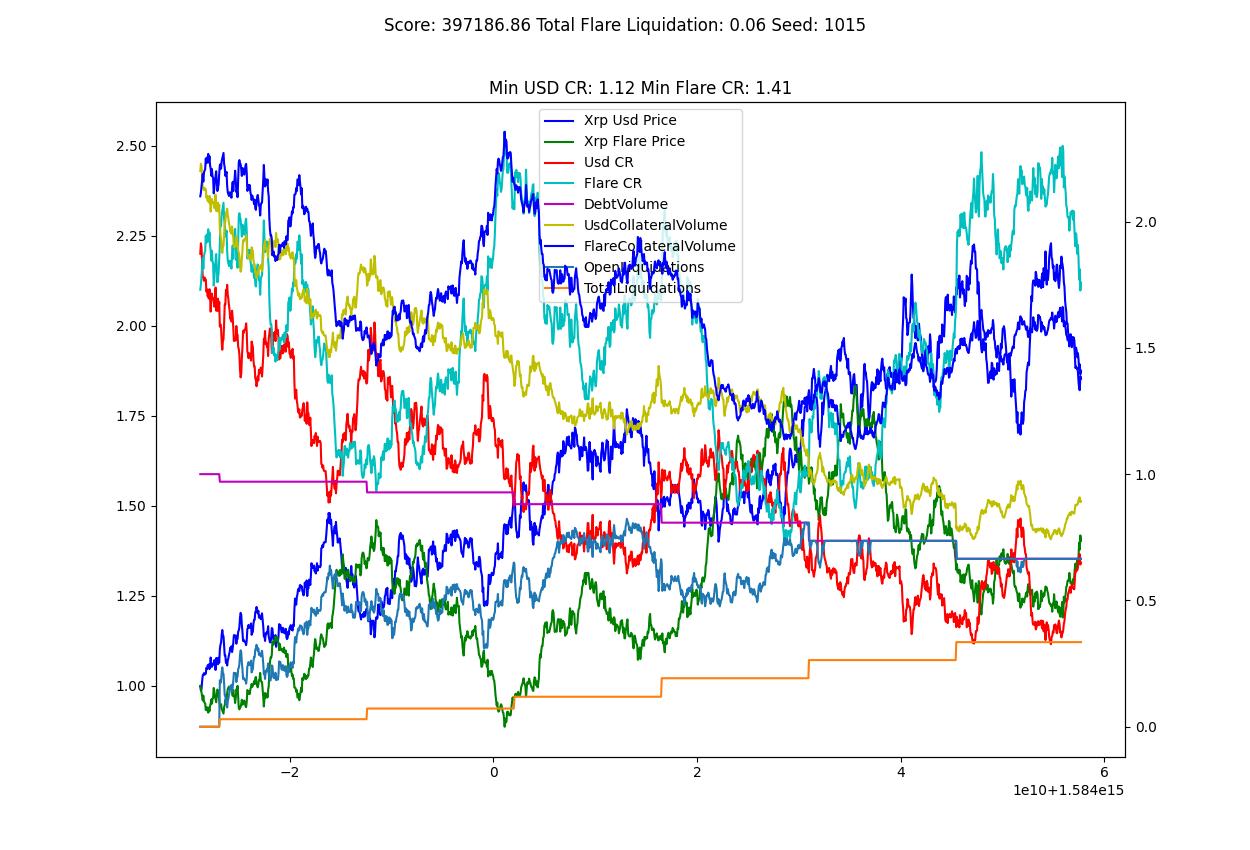 Score: 397186.86 Total Flare Liquidation: 0.06 Seed: 1015
Min USD CR: 1.12 Min Flare CR: 1.41
Xrp Usd Price
Xrp Flare Price
Usd CR
Flare CR
DebtVolume
UsdCollateralVolume
FlareCollateralVolume
OpenLiquidations
TotalLiquidations
2.50
2.25
2.00
1.75
1.50
1.25
1.00
2.0
1.5
1.0
0.5
0.0
−2
0
2
4
6
1e10+1.584e15